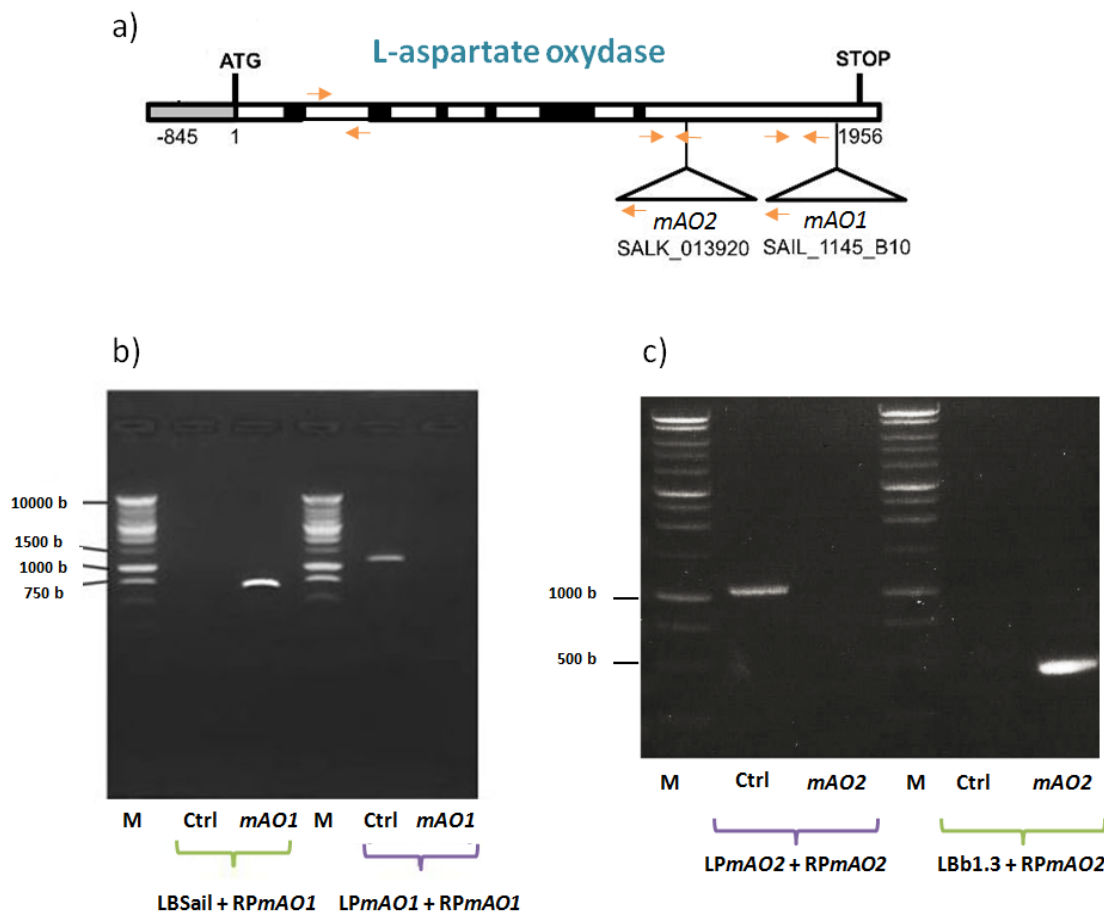 a)
L-aspartate oxydase
ATG
STOP
-845
1
1956
mAO2
mAO1
SALK_013920
SAIL_1145_B10
b)
c)
10000 b
1500 b
1000 b
750 b
1000 b
500 b
M Ctrl mAO1 M Ctrl mAO1
LBSail + RPmAO1
LPmAO1 + RPmAO1
M Ctrl mAO2 M Ctrl mAO2
LPmAO2 + RPmAO2
LBb1.3 + RPmAO2